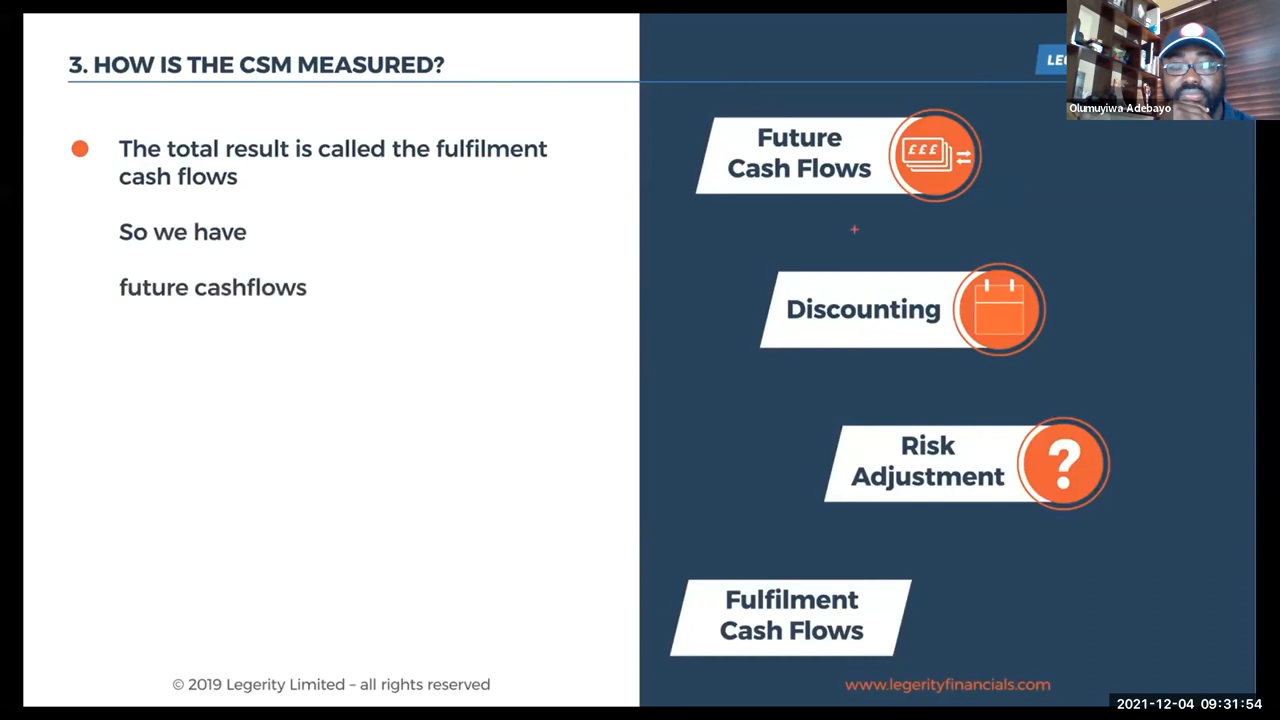 3. HOW IS THE CSM MEASURED?
The total result is called the fulfilment
cash flows
So we have
future cashflows
© 2019 Legerity Limited – all rights reserved
Olumuyiwa Adebayo
Future
Cash Flows
£££
Discounting
Risk
Adjustment
?
Fulfilment
Cash Flows
www.legerityfinancials.com
2021-12-04 09:31:54